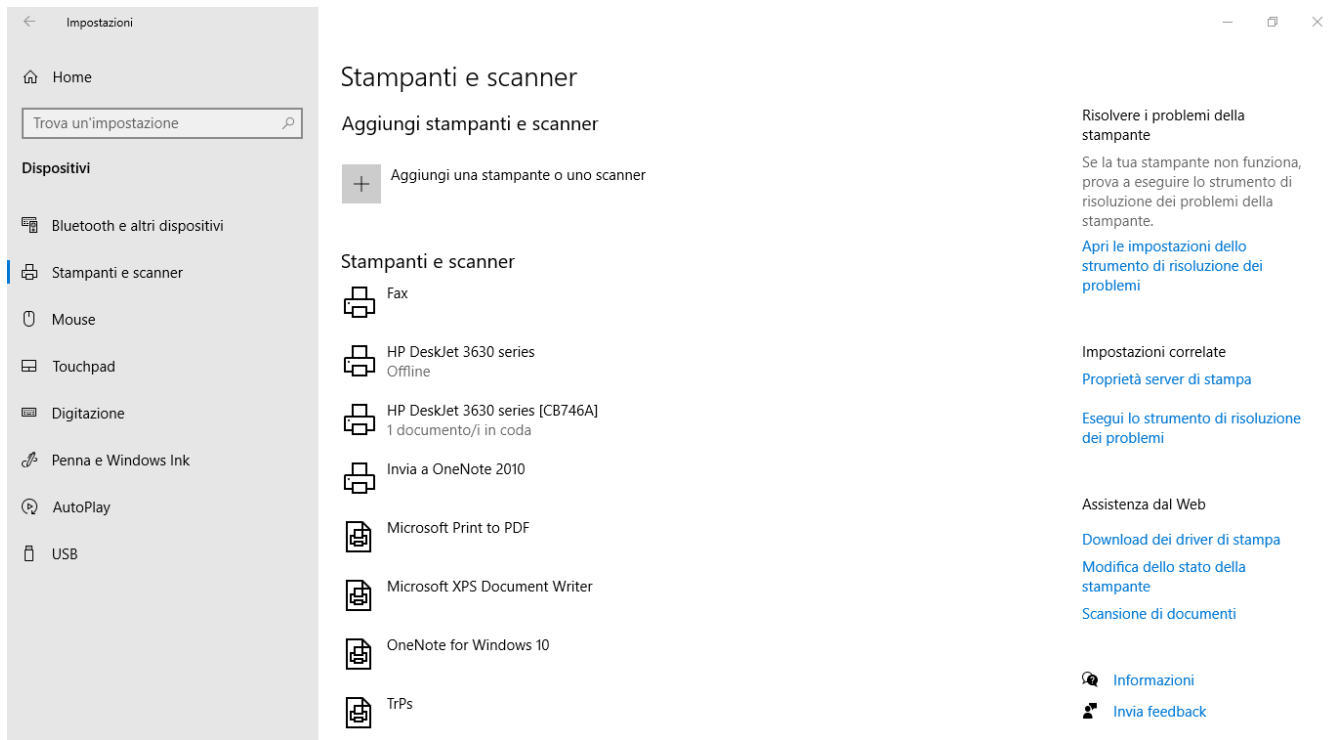 Impostazioni
Home
Trova un'impostazione
Dispositivi
Bluetooth e altri dispositivi
Stampanti e scanner
Mouse
Touchpad
Digitazione
Penna e Windows Ink
AutoPlay
USB
Stampanti e scanner
Aggiungi stampanti e scanner
Aggiungi una stampante o uno scanner
Stampanti e scanner
Fax
HP DeskJet 3630 series
Offline
HP DeskJet 3630 series [CB746A]
1 documento/i in coda
Invia a OneNote 2010
Microsoft Print to PDF
Microsoft XPS Document Writer
OneNote for Windows 10
TrPs
Risolvere i problemi della
stampante
Se la tua stampante non funziona,
prova a eseguire lo strumento di
risoluzione dei problemi della
stampante.
Apri le impostazioni dello
strumento di risoluzione dei
problemi
Impostazioni correlate
Proprietà server di stampa
Esegui lo strumento di risoluzione
dei problemi
Assistenza dal Web
Download dei driver di stampa
Modifica dello stato della
stampante
Scansione di documenti
Informazioni
Invia feedback